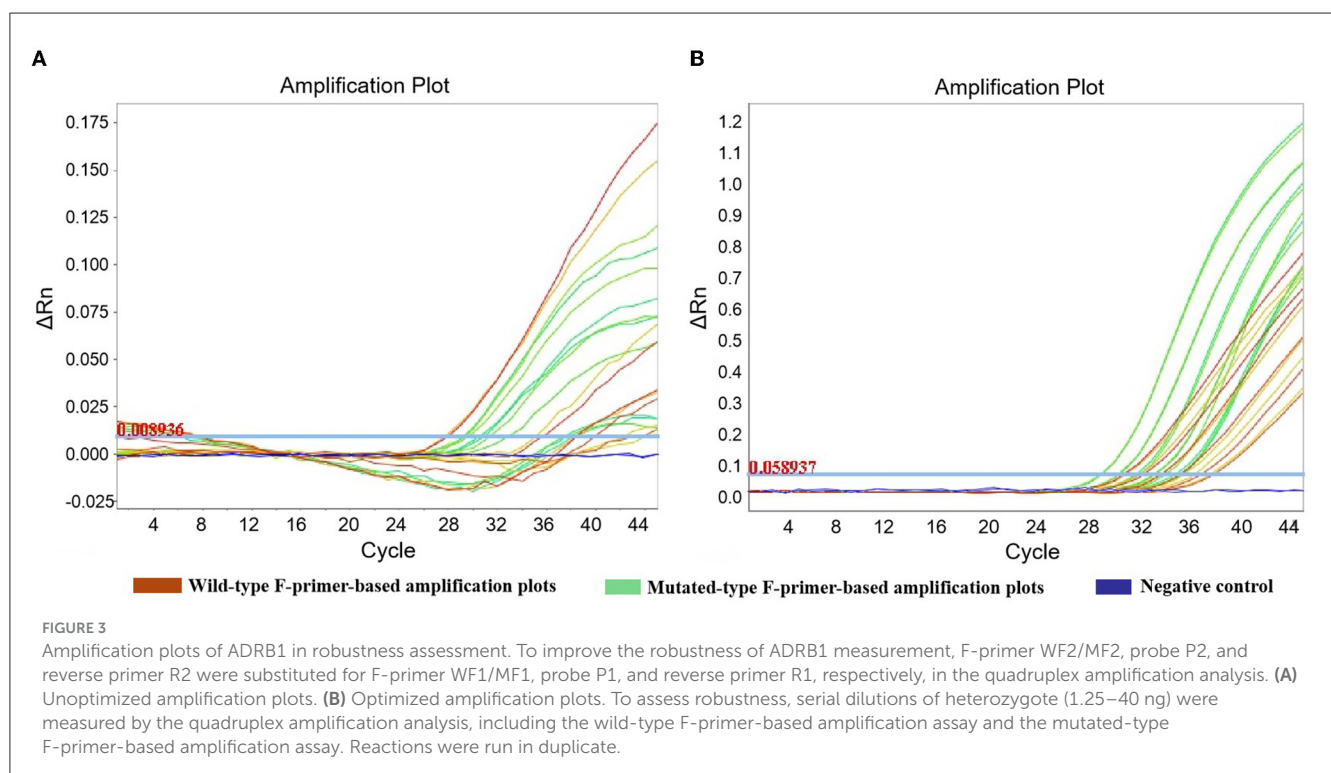 A
Amplification Plot
0.175
0.150
0.125
0.100
0.075
0.050
0.025
0.000
-0.025
ΔRn
0.008936
4 8 12 16 20 24 28 32 36 40 44
Cycle
B
Amplification Plot
1.2
1.1
1.0
0.9
0.8
0.7
0.6
0.5
0.4
0.3
0.2
0.1
0.0
ΔRn
0.058937
4 8 12 16 20 24 28 32 36 40 44
Cycle
Wild-type F-primer-based amplification plots Mutated-type F-primer-based amplification plots Negative control
FIGURE 3
Amplification plots of ADRB1 in robustness assessment. To improve the robustness of ADRB1 measurement, F-primer WF2/MF2, probe P2, and
reverse primer R2 were substituted for F-primer WF1/MF1, probe P1, and reverse primer R1, respectively, in the quadruplex amplification analysis. (A)
Unoptimized amplification plots. (B) Optimized amplification plots. To assess robustness, serial dilutions of heterozygote (1.25–40 ng) were
measured by the quadruplex amplification analysis, including the wild-type F-primer-based amplification assay and the mutated-type
F-primer-based amplification assay. Reactions were run in duplicate.